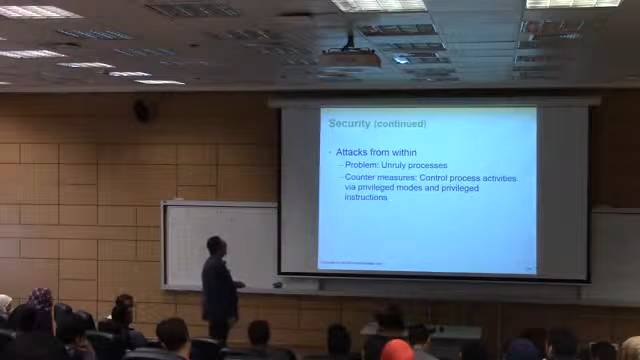 Security (continued)
• Attacks from within
– Problem: Unruly processes
– Counter measures: Control process activities
via privileged modes and privileged
instructions